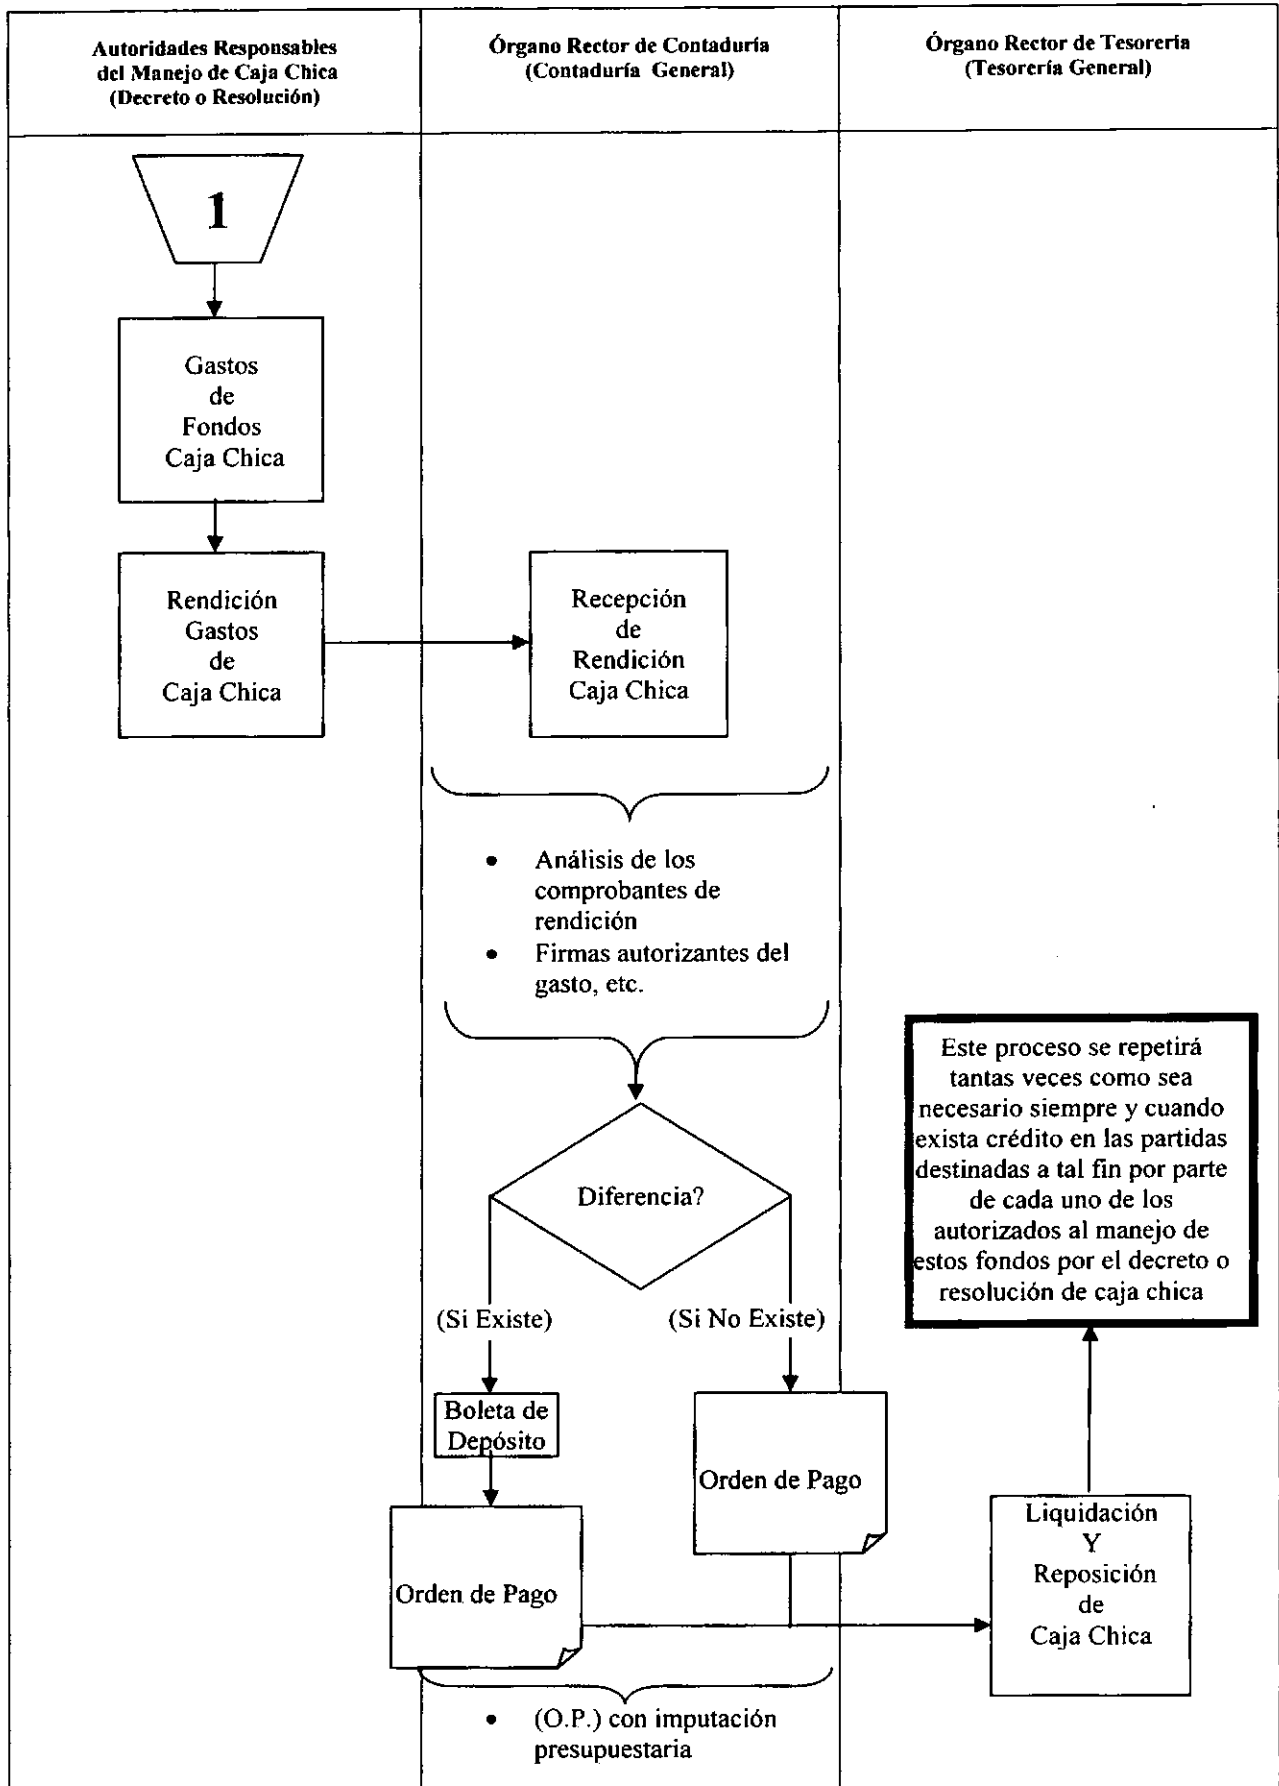 Autoridades Responsables
del Manejo de Caja Chica
(Decreto o Resolución)
Órgano Rector de Contaduría
(Contaduría General)
Órgano Rector de Tesorería
(Tesorería General)
1
Gastos
de
Fondos
Caja Chica
Rendición
Gastos
de
Caja Chica
Recepción
de
Rendición
Caja Chica
• Análisis de los
comprobantes de
rendición
• Firmas autorizantes del
gasto, etc.
Diferencia?
(Si Existe)
(Si No Existe)
Boleta de
Depósito
Orden de Pago
Orden de Pago
• (O.P.) con imputación
presupuestaria
Liquidación
Y
Reposición
de
Caja Chica
Este proceso se repetirá
tantas veces como sea
necesario siempre y cuando
exista crédito en las partidas
destinadas a tal fin por parte
de cada uno de los
autorizados al manejo de
estos fondos por el decreto o
resolución de caja chica